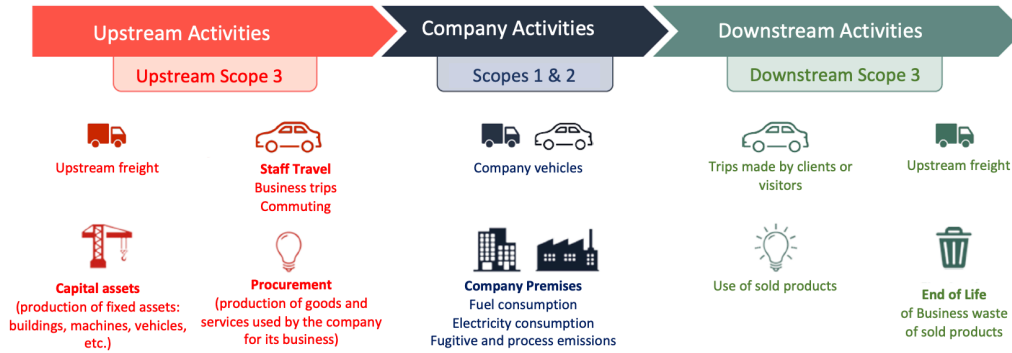 Upstream Activities
Company Activities
Downstream Activities
Upstream Scope 3
Scopes 1 & 2
Downstream Scope 3
Upstream freight
Staff Travel
Business trips
Commuting
Company vehicles
Trips made by clients or
visitors
Upstream freight
Capital assets
(production of fixed assets:
buildings, machines, vehicles,
etc.)
Procurement
(production of goods and
services used by the company
for its business)
Company Premises
Fuel consumption
Electricity consumption
Fugitive and process emissions
Use of sold products
End of Life
of Business waste
of sold products